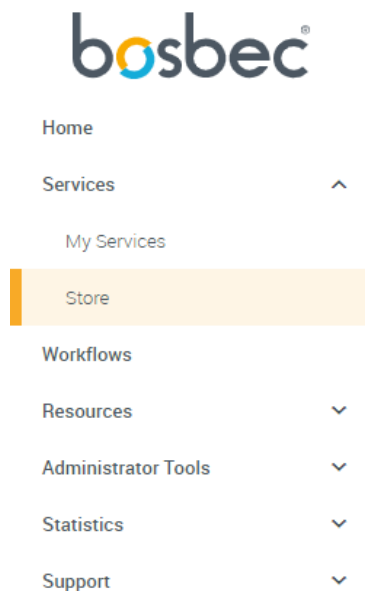 bosbec®
Home
Services
My Services
Store
Workflows
Resources
Administrator Tools
Statistics
Support